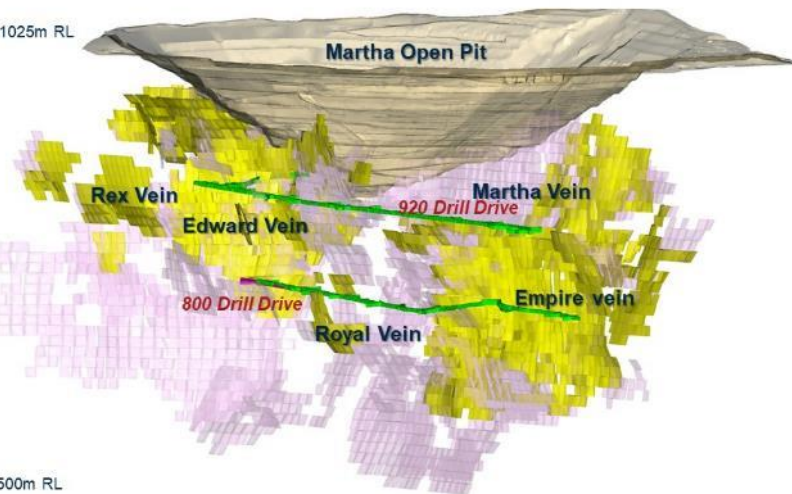 1025m RL
Martha Open Pit
Rex Vein
Martha Vein
920 Drill Drive
Edward Vein
800 Drill Drive
Empire vein
Royal Vein
500m RL